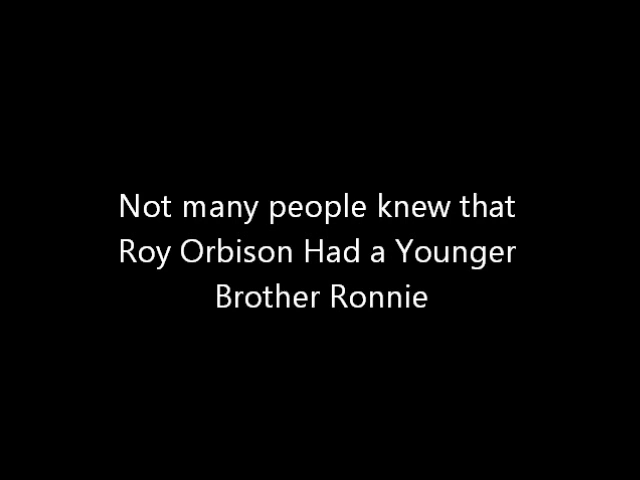 Not many people knew that
Roy Orbison Had a Younger
Brother Ronnie